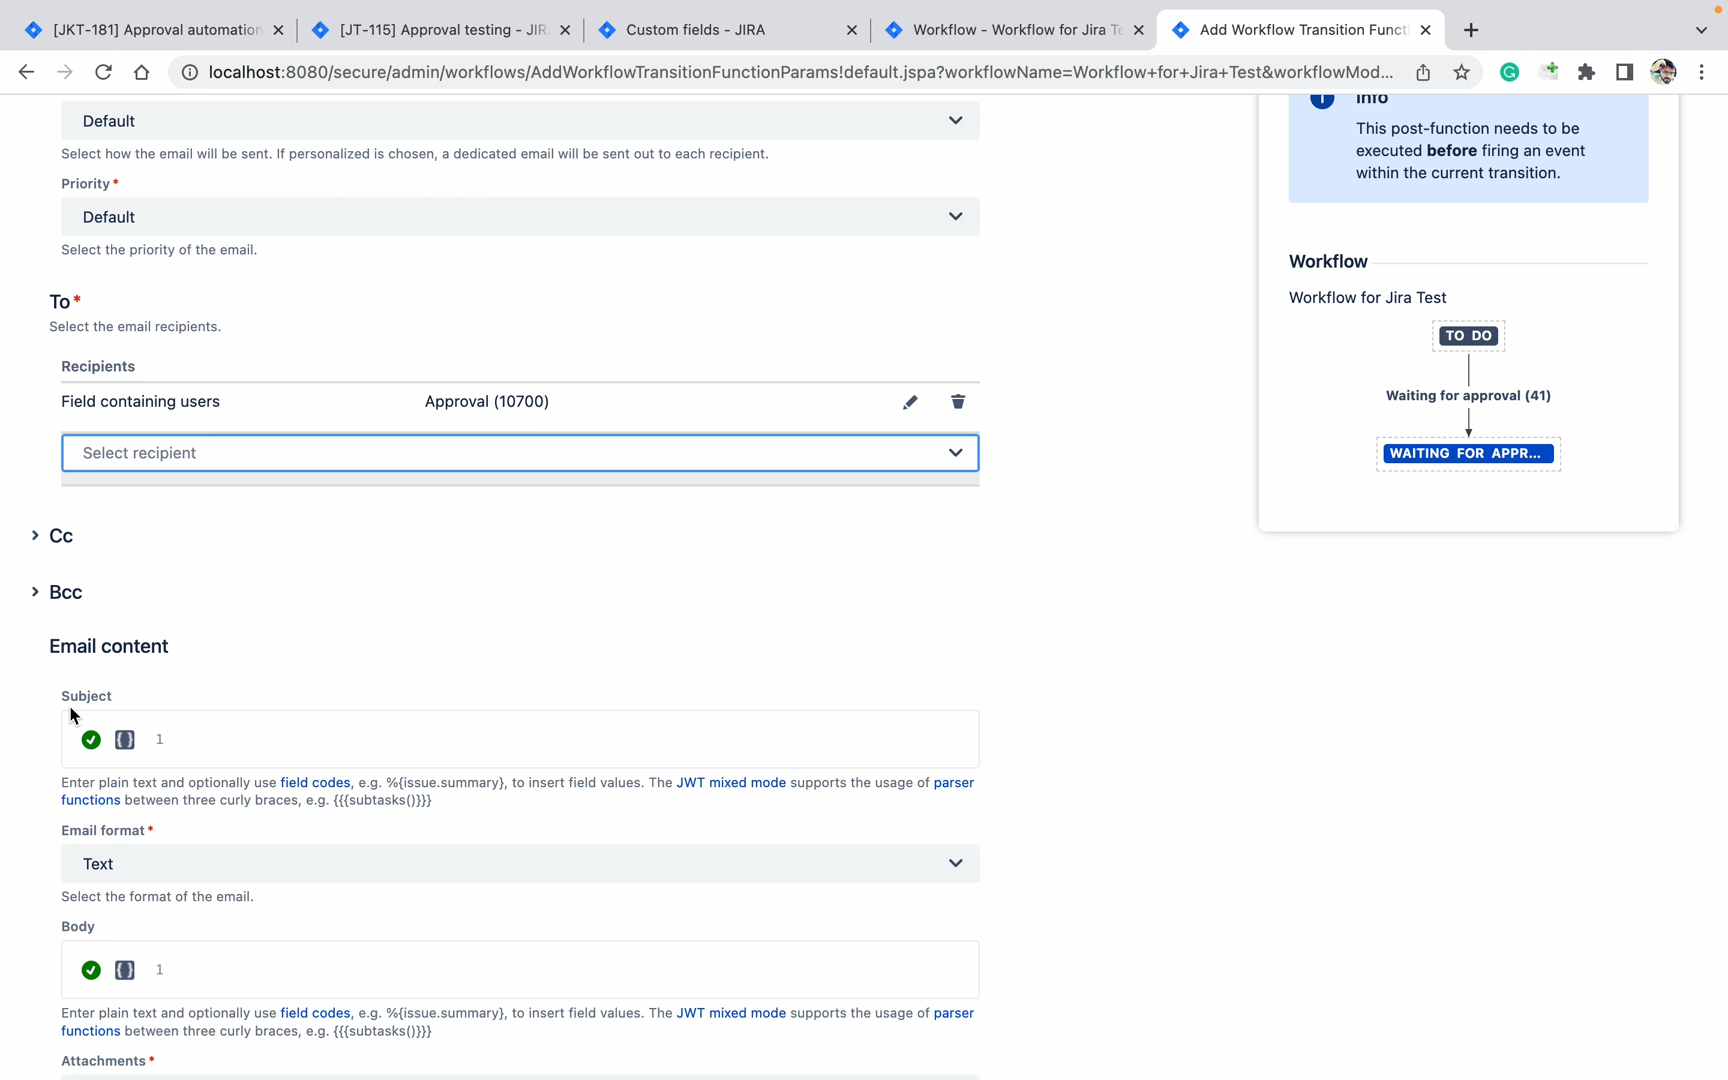 [JKT-181] Approval automation
[JT-115] Approval testing - JIR
Custom fields - JIRA
Workflow - Workflow for Jira Te
Add Workflow Transition Functi
localhost:8080/secure/admin/workflows/AddWorkflowTransitionFunctionParams!default.jspa?workflowName=Workflow+for+Jira+Test&workflowMod...
Default
Select how the email will be sent. If personalized is chosen, a dedicated email will be sent out to each recipient.
Priority *
Default
Select the priority of the email.
To *
Select the email recipients.
Recipients
Field containing users Approval (10700)
Select recipient
Cc
Bcc
Email content
Subject
1
Enter plain text and optionally use field codes, e.g. %{issue.summary}, to insert field values. The JWT mixed mode supports the usage of parser
functions between three curly braces, e.g. {{{subtasks()}}}
Email format *
Text
Select the format of the email.
Body
1
Enter plain text and optionally use field codes, e.g. %{issue.summary}, to insert field values. The JWT mixed mode supports the usage of parser
functions between three curly braces, e.g. {{{subtasks()}}}
Attachments *
Info
This post-function needs to be
executed before firing an event
within the current transition.
Workflow
Workflow for Jira Test
TO DO
Waiting for approval (41)
WAITING FOR APPR...